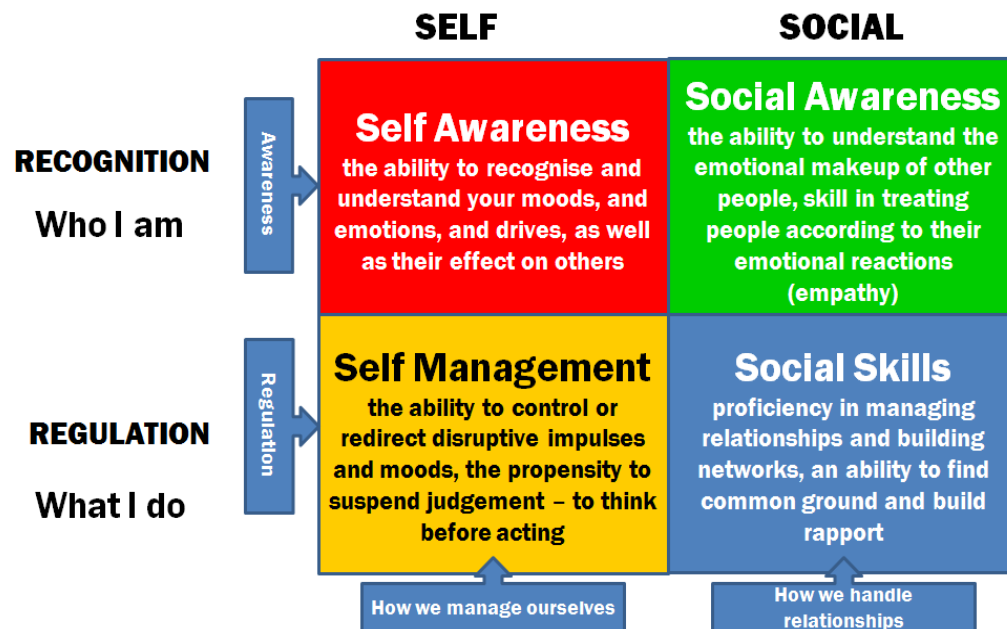 SELF
SOCIAL
RECOGNITION
Who I am
Awareness
Self Awareness
the ability to recognise and
understand your moods, and
emotions, and drives, as well
as their effect on others
Social Awareness
the ability to understand the
emotional makeup of other
people, skill in treating
people according to their
emotional reactions
(empathy)
REGULATION
What I do
Regulation
Self Management
the ability to control or
redirect disruptive impulses
and moods, the propensity to
suspend judgement – to think
before acting
Social Skills
proficiency in managing
relationships and building
networks, an ability to find
common ground and build
rapport
How we manage ourselves
How we handle
relationships